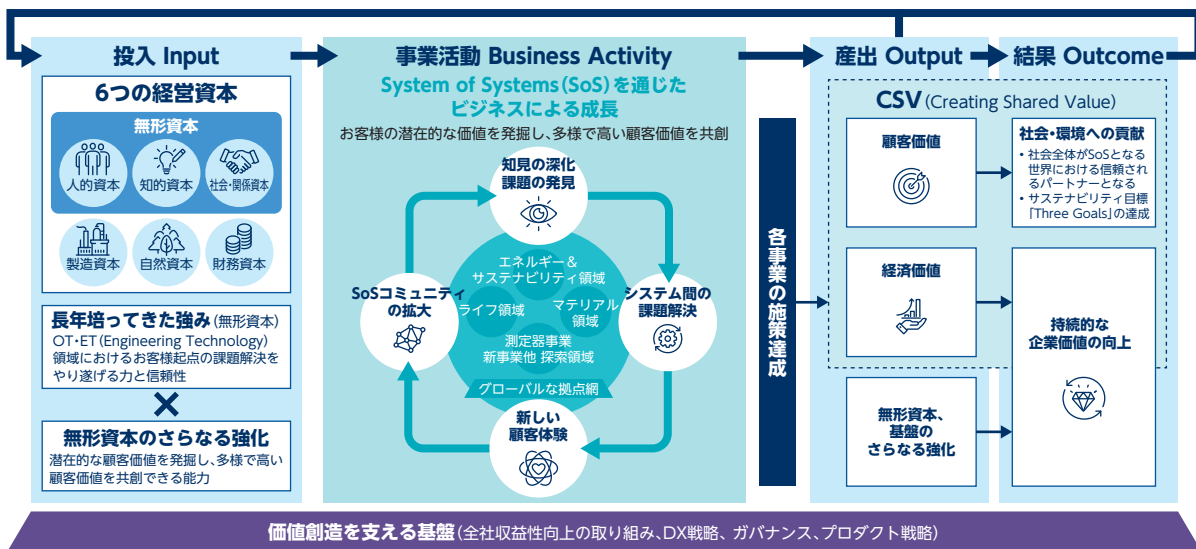 投入 Input
6つの経営資本
無形資本
人的資本
知的資本
社会・関係資本
製造資本
自然資本
財務資本
長年培ってきた強み(無形資本)
OT・ET(Engineering Technology)
領域におけるお客様起点の課題解決を
やり遂げる力と信頼性
×
無形資本のさらなる強化
潜在的な顧客価値を発掘し、多様で高い
顧客価値を共創できる能力
事業活動 Business Activity
System of Systems(SoS)を通じた
ビジネスによる成長
お客様の潜在的な価値を発掘し、多様で高い顧客価値を共創
知見の深化
課題の発見
エネルギー&
サステナビリティ領域
SoSコミュニティ
の拡大
ライフ領域
マテリアル
領域
システム間の
課題解決
測定器事業
新事業他 探索領域
グローバルな拠点網
新しい
顧客体験
各事業の施策達成
産出 Output
結果 Outcome
CSV(Creating Shared Value)
顧客価値
社会・環境への貢献
・社会全体がSoSとなる
世界における信頼され
るパートナーとなる
・サステナビリティ目標
「Three Goals」の達成
経済価値
持続的な
企業価値の向上
無形資本、
基盤の
さらなる強化
価値創造を支える基盤(全社収益性向上の取り組み、DX戦略、ガバナンス、プロダクト戦略)